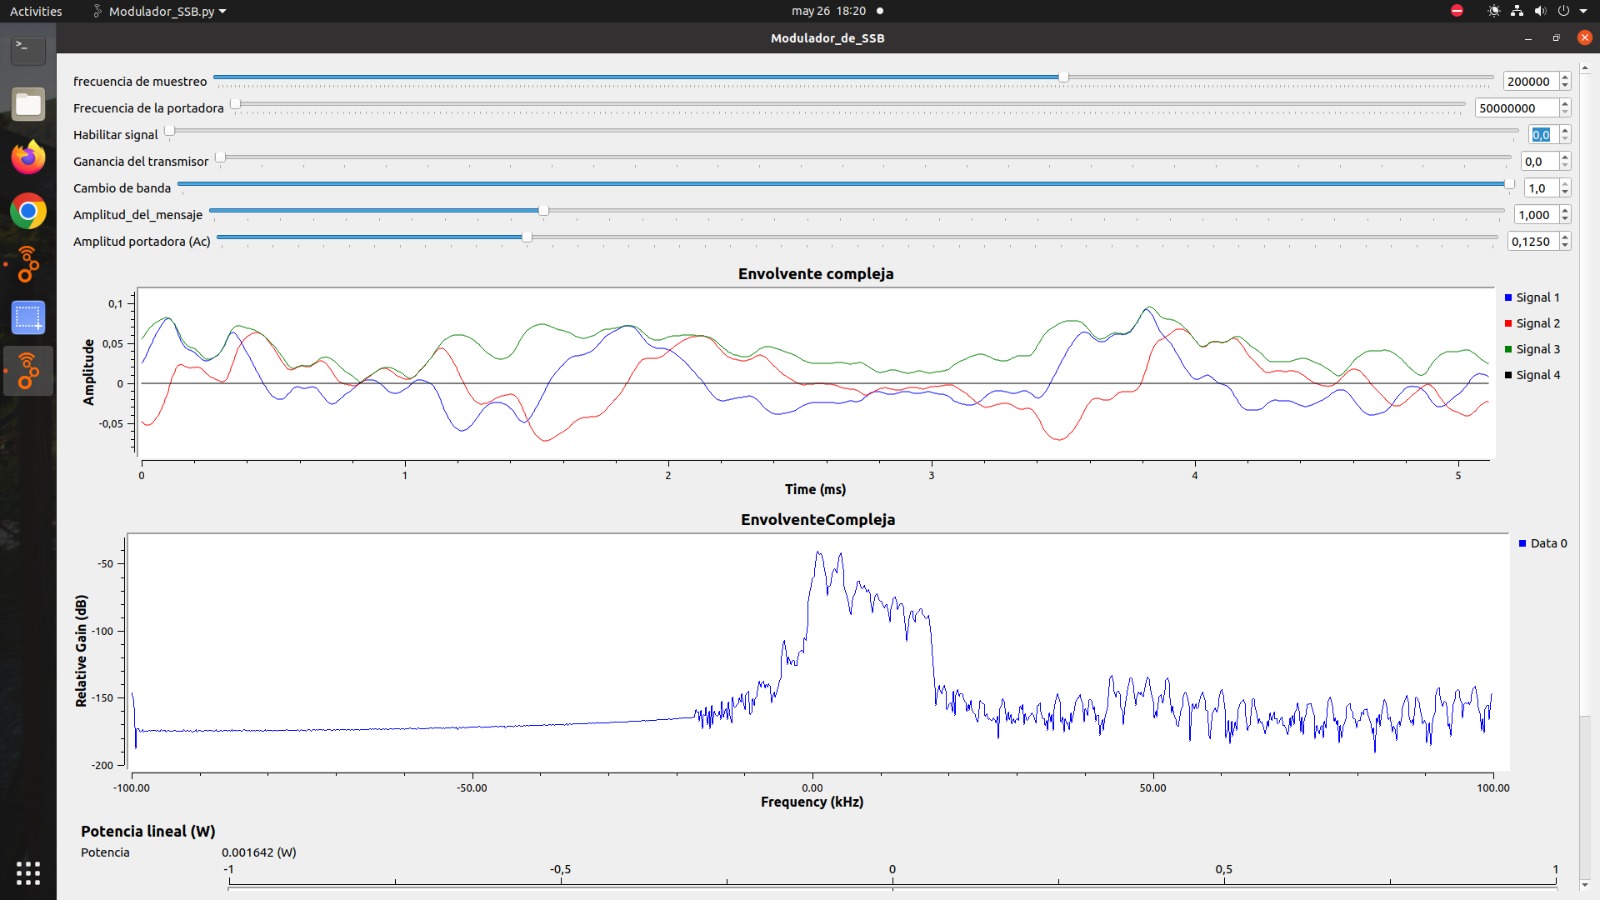 Activities Modulador_SSB.py may 26 18:20
Modulador_de_SSB
frecuencia de muestreo 200000
Frecuencia de la portadora 50000000
Habilitar signal 0,0
Ganancia del transmisor 0,0
Cambio de banda 1,0
Amplitud_del_mensaje 1,000
Amplitud portadora (Ac) 0,1250
Envolvente compleja
Amplitude
0,1
0,05
0
-0,05
0 1 2 3 4 5
Time (ms)
Signal 1
Signal 2
Signal 3
Signal 4
EnvolventeCompleja
Relative Gain (dB)
-50
-100
-150
-200
-100.00 -50.00 0.00 50.00 100.00
Frequency (kHz)
Data 0
Potencia lineal (W)
Potencia 0.001642 (W)
-1 -0,5 0 0,5 1